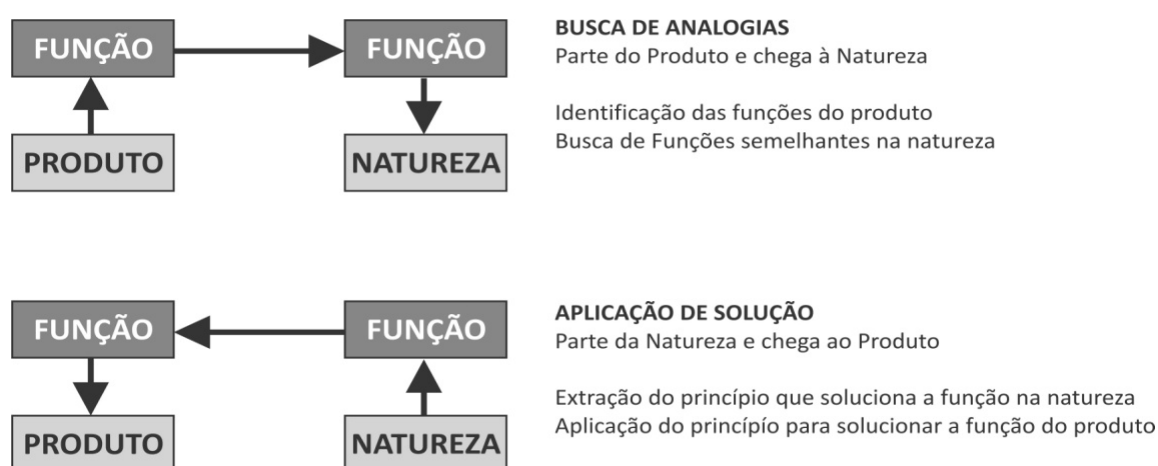 FUNÇÃO
FUNÇÃO
PRODUTO
NATUREZA
BUSCA DE ANALOGIAS
Parte do Produto e chega à Natureza
Identificação das funções do produto
Busca de Funções semelhantes na natureza
FUNÇÃO
FUNÇÃO
PRODUTO
NATUREZA
APLICAÇÃO DE SOLUÇÃO
Parte da Natureza e chega ao Produto
Extração do princípio que soluciona a função na natureza
Aplicação do princípío para solucionar a função do produto